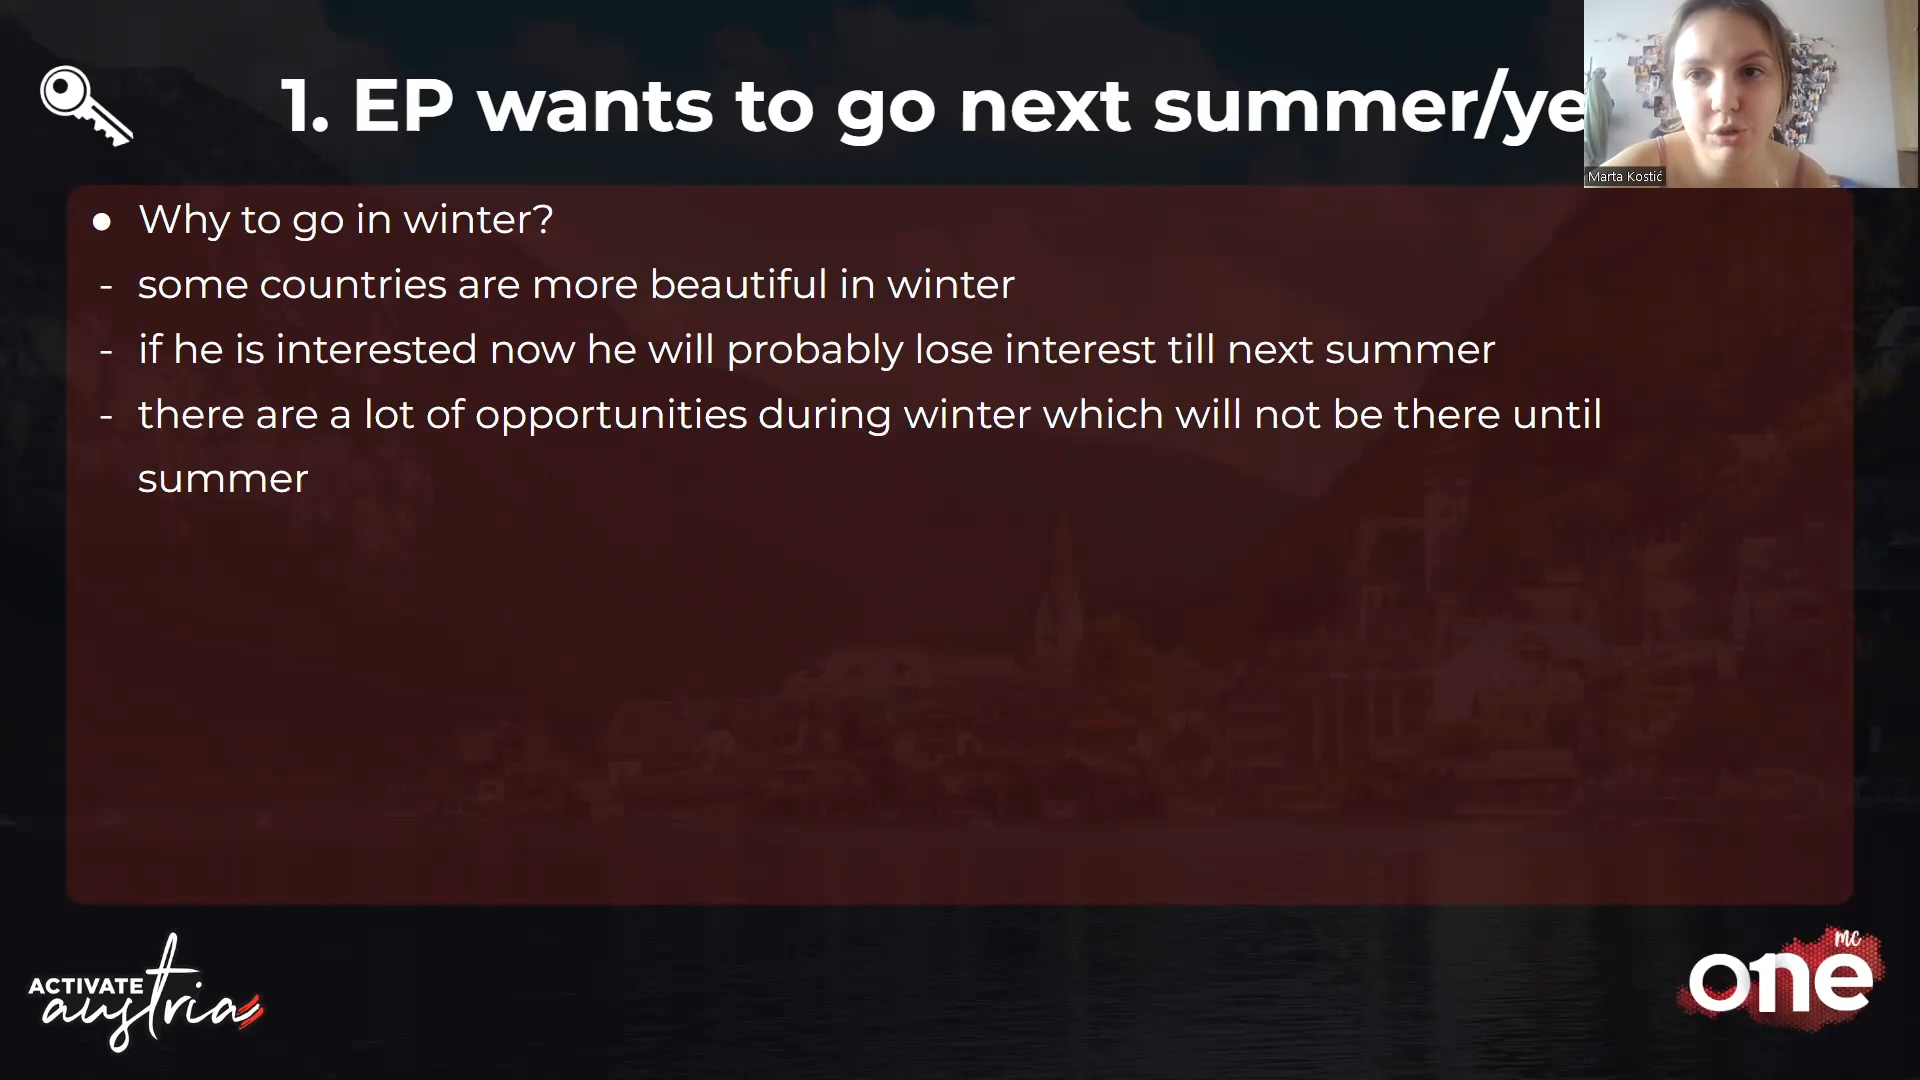 1. EP wants to go next summer/ye
Marta Kostić
● Why to go in winter?
- some countries are more beautiful in winter
- if he is interested now he will probably lose interest till next summer
- there are a lot of opportunities during winter which will not be there until
summer
ACTIVATE
austria
mc
one